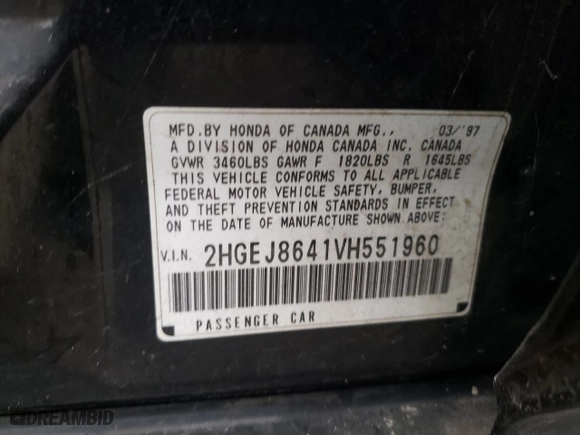 MFD.BY HONDA OF CANADA MFG., 03/'97
A DIVISION OF HONDA CANADA INC. CANADA
GVWR 3460LBS GAWR F 1820LBS R 1645LBS
THIS VEHICLE CONFORMS TO ALL APPLICABLE
FEDERAL MOTOR VEHICLE SAFETY, BUMPER,
AND THEFT PREVENTION STANDARDS IN EFFECT
ON THE DATE OF MANUFACTURE SHOWN ABOVE:
V.I.N. 2HGEJ8641VH551960
PASSENGER CAR
DREAMBID